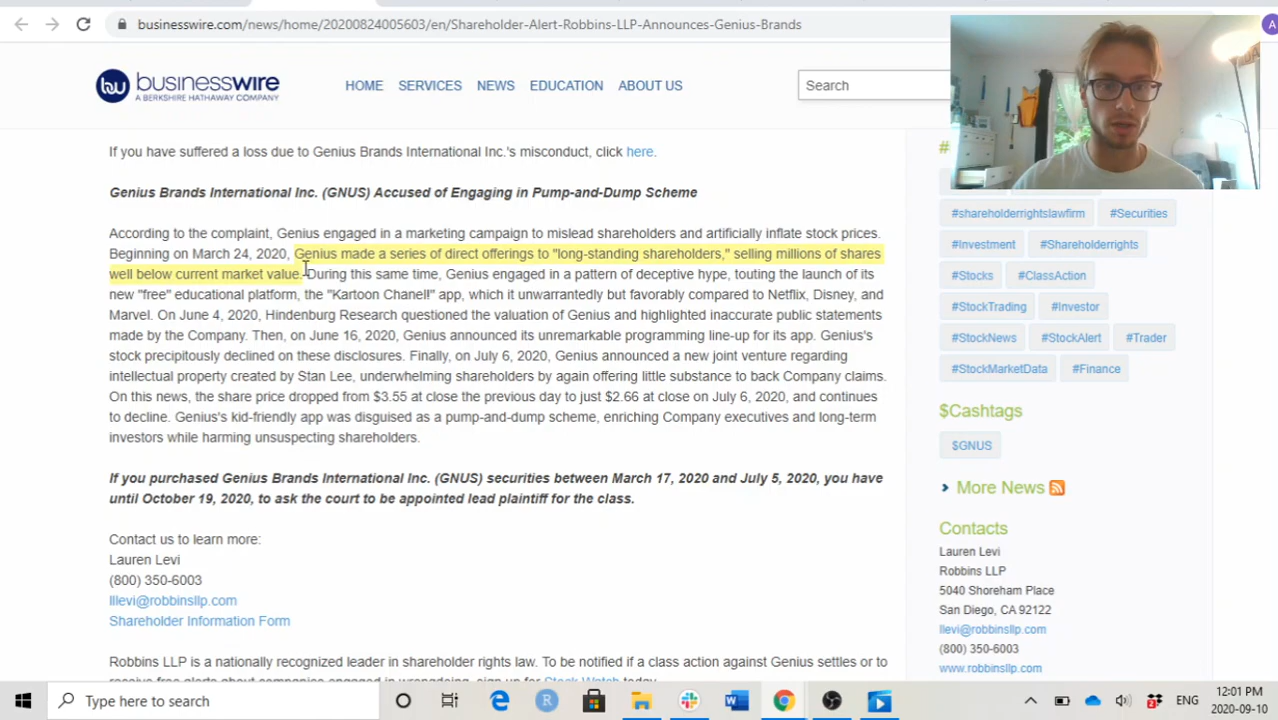 businesswire.com/news/home/20200824005603/en/Shareholder-Alert-Robbins-LLP-Announces-Genius-Brands
A
bw businesswire
A BERKSHIRE HATHAWAY COMPANY
HOME SERVICES NEWS EDUCATION ABOUT US
Search
If you have suffered a loss due to Genius Brands International Inc.'s misconduct, click here.
Genius Brands International Inc. (GNUS) Accused of Engaging in Pump-and-Dump Scheme
According to the complaint, Genius engaged in a marketing campaign to mislead shareholders and artificially inflate stock prices.
Beginning on March 24, 2020, Genius made a series of direct offerings to "long-standing shareholders," selling millions of shares
well below current market value. During this same time, Genius engaged in a pattern of deceptive hype, touting the launch of its
new "free" educational platform, the "Kartoon Chanel!" app, which it unwarrantedly but favorably compared to Netflix, Disney, and
Marvel. On June 4, 2020, Hindenburg Research questioned the valuation of Genius and highlighted inaccurate public statements
made by the Company. Then, on June 16, 2020, Genius announced its unremarkable programming line-up for its app. Genius's
stock precipitously declined on these disclosures. Finally, on July 6, 2020, Genius announced a new joint venture regarding
intellectual property created by Stan Lee, underwhelming shareholders by again offering little substance to back Company claims.
On this news, the share price dropped from $3.55 at close the previous day to just $2.66 at close on July 6, 2020, and continues
to decline. Genius's kid-friendly app was disguised as a pump-and-dump scheme, enriching Company executives and long-term
investors while harming unsuspecting shareholders.
If you purchased Genius Brands International Inc. (GNUS) securities between March 17, 2020 and July 5, 2020, you have
until October 19, 2020, to ask the court to be appointed lead plaintiff for the class.
Contact us to learn more:
Lauren Levi
(800) 350-6003
lllevi@robbinsllp.com
Shareholder Information Form
Robbins LLP is a nationally recognized leader in shareholder rights law. To be notified if a class action against Genius settles or to
receive free alerts about companies engaged in wrongdoing, sign up for Stock Watch today.
#
#shareholderrightslawfirm #Securities
#Investment #Shareholderrights
#Stocks #ClassAction
#StockTrading #Investor
#StockNews #StockAlert #Trader
#StockMarketData #Finance
$Cashtags
$GNUS
More News
Contacts
Lauren Levi
Robbins LLP
5040 Shoreham Place
San Diego, CA 92122
llevi@robbinsllp.com
(800) 350-6003
www.robbinsllp.com
Type here to search
R
W
ENG
12:01 PM
2020-09-10